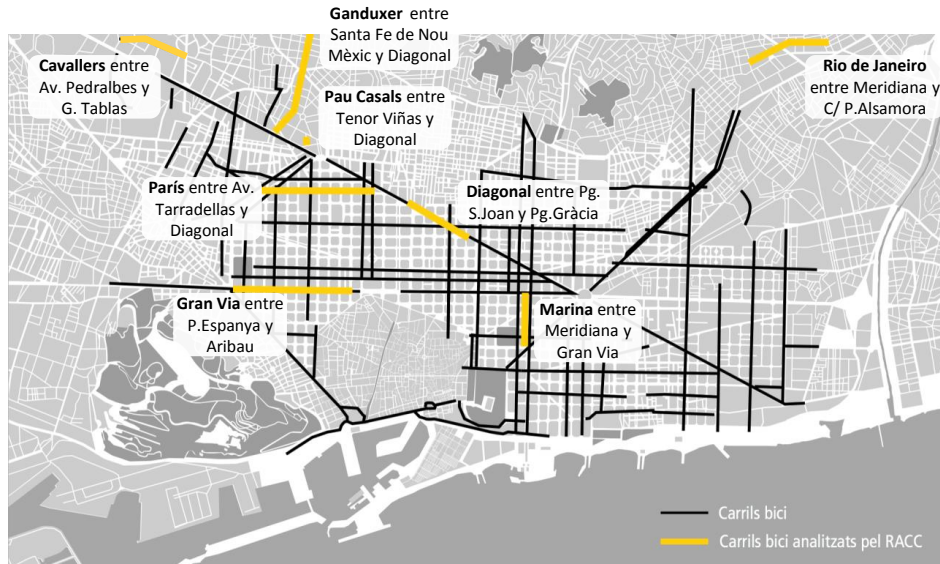 Ganduxer entre
Santa Fe de Nou
Mèxic y Diagonal
Cavallers entre
Av. Pedralbes y
G. Tablas
Rio de Janeiro
entre Meridiana y
C/ P.Alsamora
Pau Casals entre
Tenor Viñas y
Diagonal
París entre Av.
Tarradellas y
Diagonal
Diagonal entre Pg.
S.Joan y Pg.Gràcia
Gran Via entre
P.Espanya y
Aribau
Marina entre
Meridiana y
Gran Via
Carrils bici
Carrils bici analitzats pel RACC